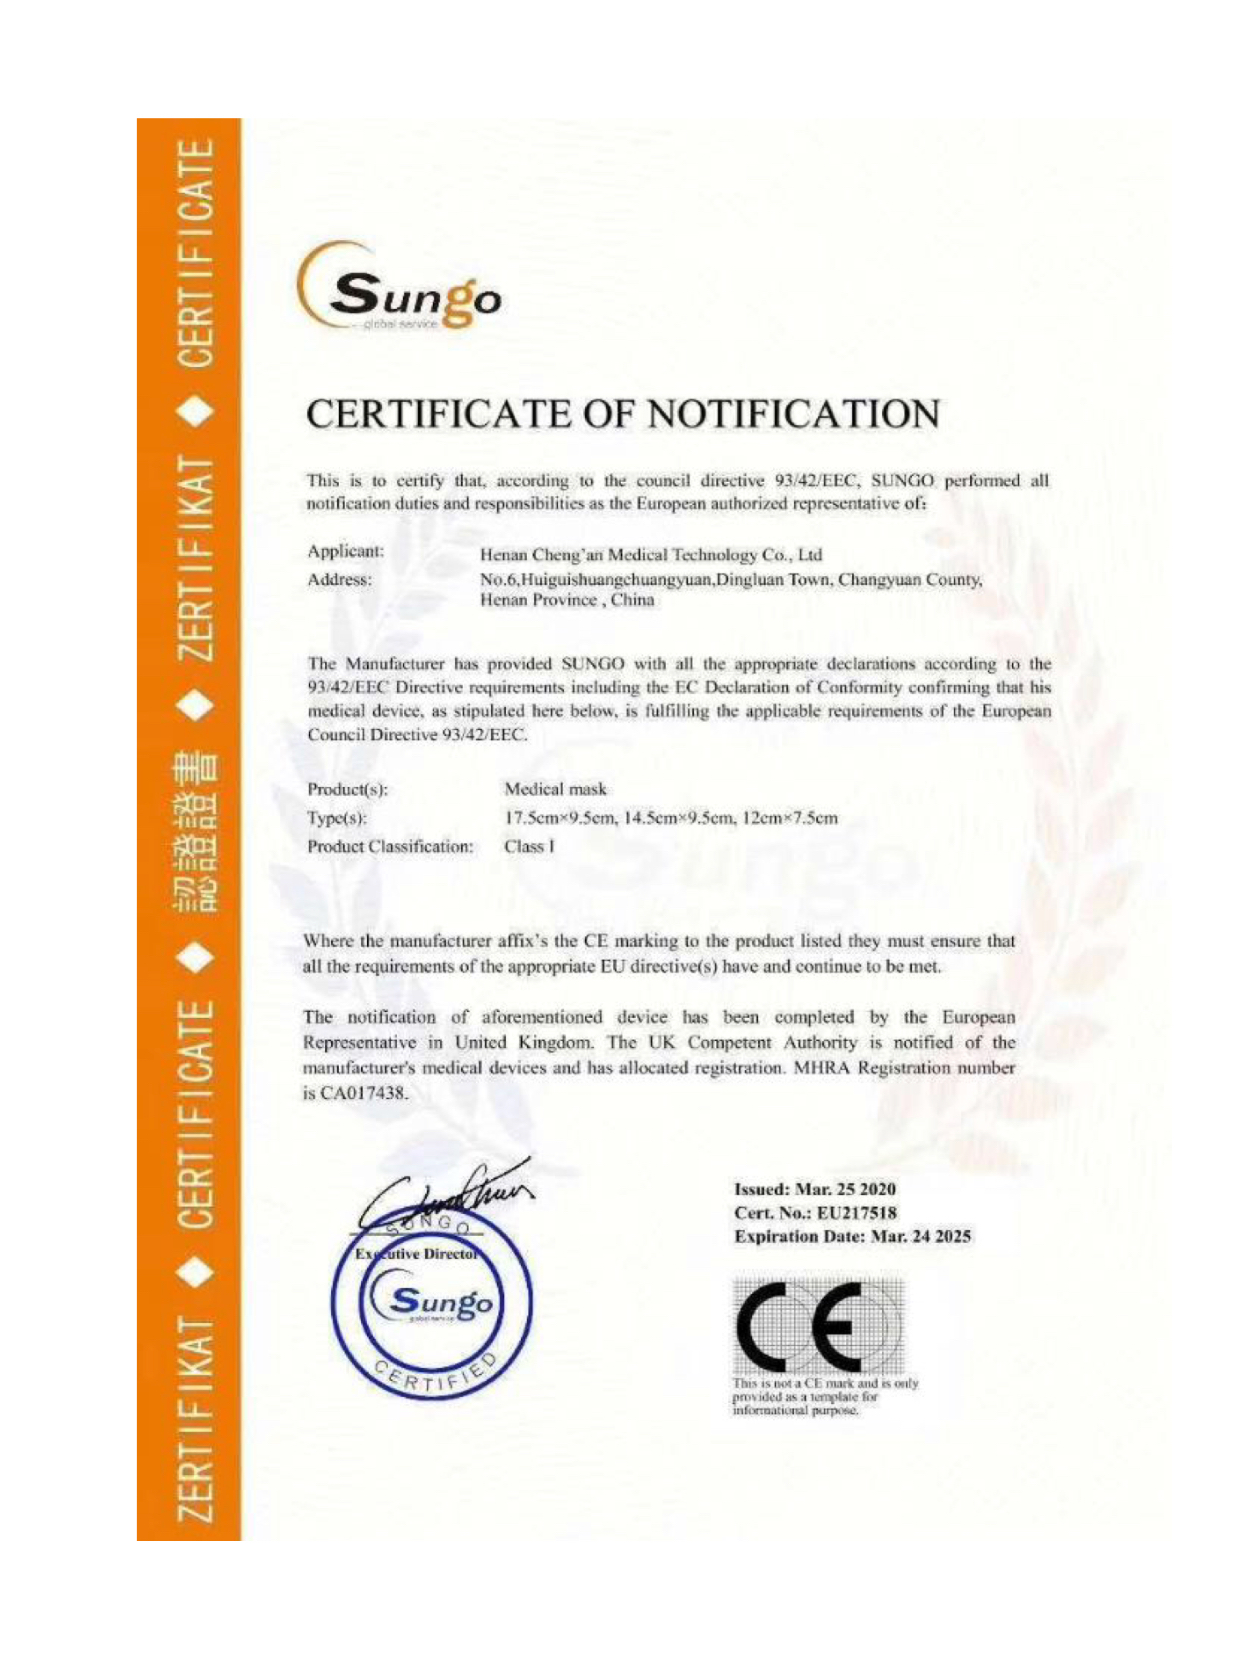 CERTIFICATE
ZERTIFIKAT
認證證書
CERTIFICATE
ZERTIFIKAT
Sungo
global service
CERTIFICATE OF NOTIFICATION
This is to certify that, according to the council directive 93/42/EEC, SUNGO performed all
notification duties and responsibilities as the European authorized representative of:
Applicant: Henan Cheng'an Medical Technology Co., Ltd
Address: No.6,Huiguishuangchuangyuan,Dingluan Town, Changyuan County,
Henan Province , China
The Manufacturer has provided SUNGO with all the appropriate declarations according to the
93/42/EEC Directive requirements including the EC Declaration of Conformity confirming that his
medical device, as stipulated here below, is fulfilling the applicable requirements of the European
Council Directive 93/42/EEC.
Product(s): Medical mask
Type(s): 17.5cm×9.5cm, 14.5cm×9.5cm, 12cm×7.5cm
Product Classification: Class I
Sungo
Where the manufacturer affix's the CE marking to the product listed they must ensure that
all the requirements of the appropriate EU directive(s) have and continue to be met.
The notification of aforementioned device has been completed by the European
Representative in United Kingdom. The UK Competent Authority is notified of the
manufacturer's medical devices and has allocated registration. MHRA Registration number
is CA017438.
SUNGO
Executive Director
Sungo
global service
CERTIFIED
Issued: Mar. 25 2020
Cert. No.: EU217518
Expiration Date: Mar. 24 2025
CE
This is not a CE mark and is only
provided as a template for
informational purpose.